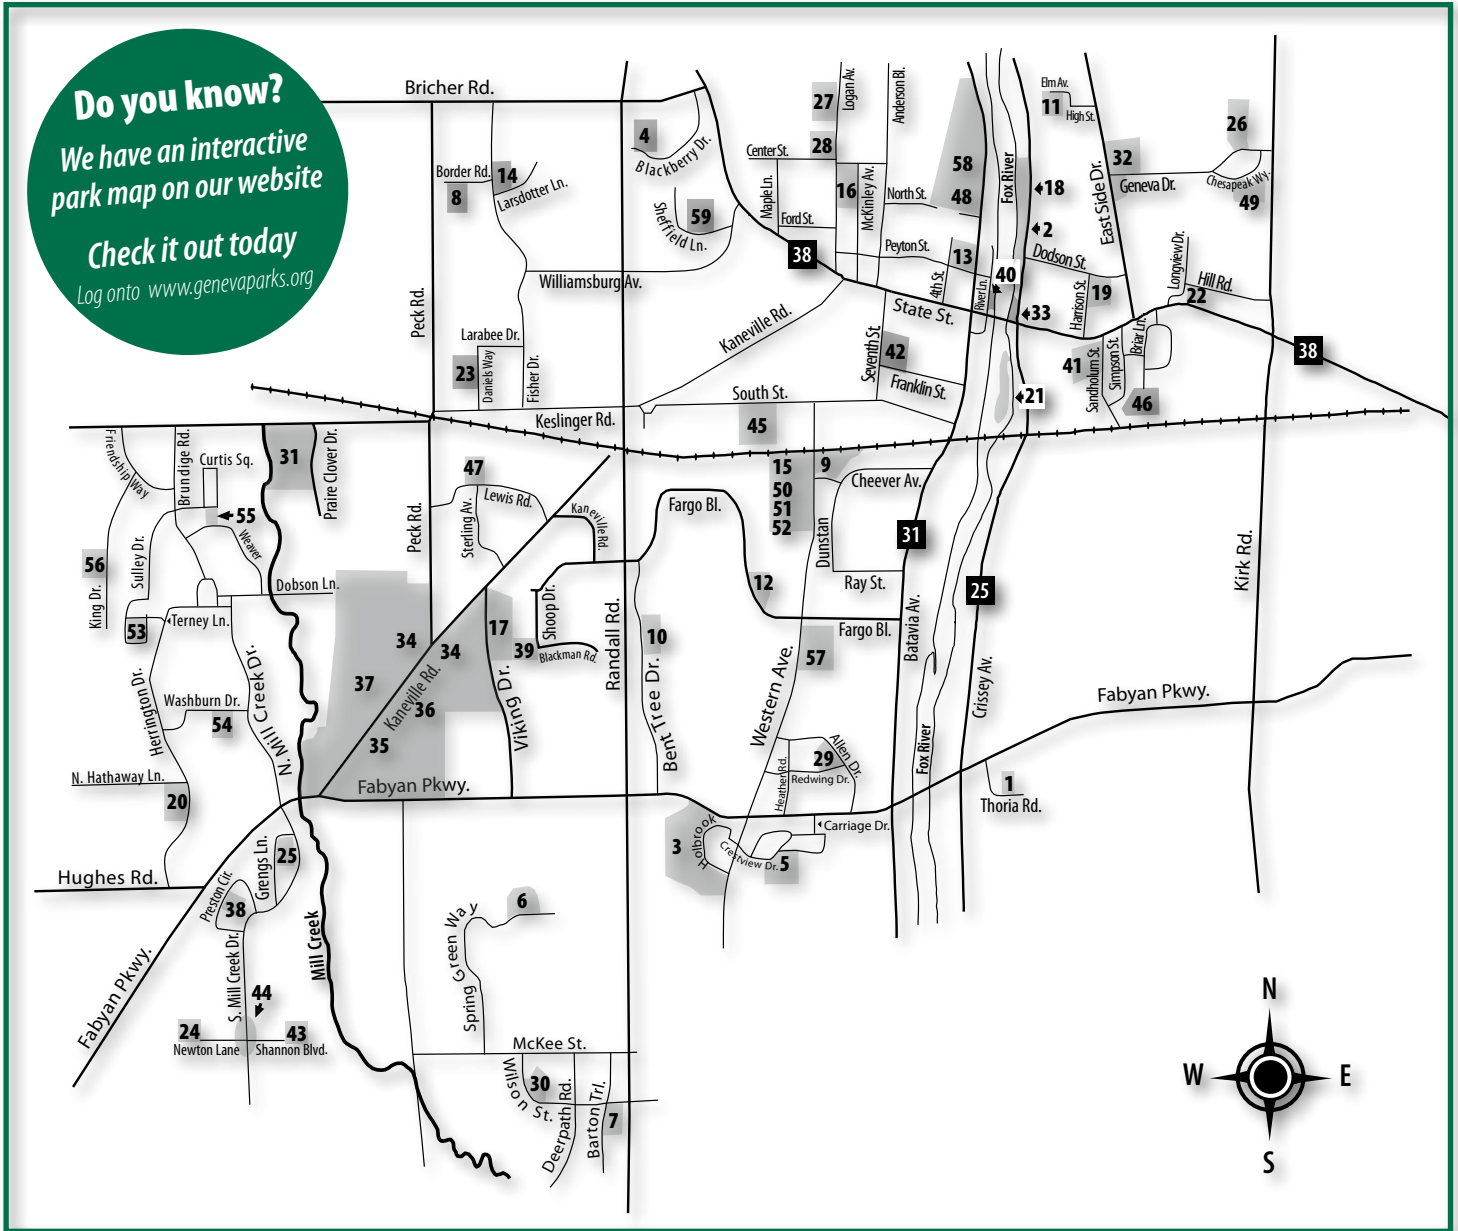 Do you know?
We have an interactive
park map on our website
Check it out today
Log onto www.genevaparks.org
Bricher Rd.
Border Rd.
8
14
Larsdotter Ln.
4
Blackberry Dr.
Sheffield Ln.
59
Williamsburg Av.
Peck Rd.
Larabee Dr.
23
Daniels Way
Fisher Dr.
Kaneville Rd.
Keslinger Rd.
South St.
45
27
Logan Av.
28
Center St.
Maple Ln.
Ford St.
16
McKinley Av.
Anderson Bl.
North St.
58
48
Peyton St.
13
4th St.
River Ln.
38
State St.
Seventh St.
42
Franklin St.
Fox River
18
2
40
33
21
Elm Av.
11
High St.
East Side Dr.
32
Geneva Dr.
26
Chesapeak Wy.
49
Dodson St.
Harrison St.
19
Longview Dr.
Hill Rd.
22
38
41
Sandholum St.
Simpson St.
Briar Ln.
46
Friendship Way
Brundige Rd.
Curtis Sq.
31
Praire Clover Dr.
55
Weaver
Sulley Dr.
56
King Dr.
53
Terney Ln.
Dobson Ln.
Herrington Dr.
Washburn Dr.
54
N. Mill Creek Dr.
N. Hathaway Ln.
20
Hughes Rd.
Peck Rd.
47
Lewis Rd.
Sterling Av.
Kaneville Rd.
34
34
37
Kaneville Rd.
36
35
17
39
Viking Dr.
Shoop Dr.
Blackman Rd.
Randall Rd.
Fabyan Pkwy.
Fargo Bl.
12
10
Bent Tree Dr.
15
50
51
52
9
Dunstan
Cheever Av.
Ray St.
Fargo Bl.
57
Western Ave.
31
Batavia Av.
25
Crissey Av.
Fox River
Kirk Rd.
Fabyan Pkwy.
1
Thoria Rd.
Heather Rd.
29
Allen Dr.
Redwing Dr.
Carriage Dr.
3
Holbrook
Crestview Dr.
5
25
Grengs Ln.
Preston Cir.
38
S. Mill Creek Dr.
Mill Creek
Fabyan Pkwy.
44
24
43
Newton Lane
Shannon Blvd.
Spring Green Way
6
McKee St.
Wilson St.
30
Deerpath Rd.
Barton Trl.
7
N
W
E
S